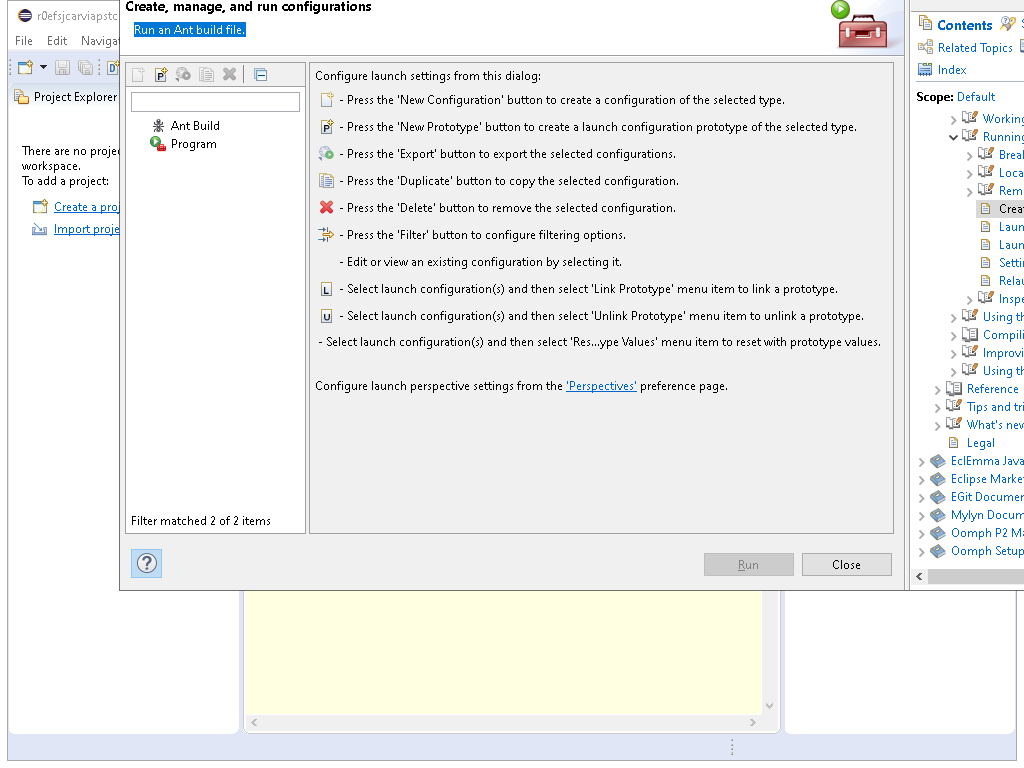 r0efsjcarviapstc
File Edit Navigat
Project Explorer
There are no projec
workspace.
To add a project:
Create a proj
Import proje
Create, manage, and run configurations
Run an Ant build file.
Ant Build
Program
Filter matched 2 of 2 items
Configure launch settings from this dialog:
- Press the 'New Configuration' button to create a configuration of the selected type.
P - Press the 'New Prototype' button to create a launch configuration prototype of the selected type.
- Press the 'Export' button to export the selected configurations.
- Press the 'Duplicate' button to copy the selected configuration.
- Press the 'Delete' button to remove the selected configuration.
- Press the 'Filter' button to configure filtering options.
- Edit or view an existing configuration by selecting it.
L - Select launch configuration(s) and then select 'Link Prototype' menu item to link a prototype.
U - Select launch configuration(s) and then select 'Unlink Prototype' menu item to unlink a prototype.
- Select launch configuration(s) and then select 'Res...ype Values' menu item to reset with prototype values.
Configure launch perspective settings from the 'Perspectives' preference page.
? Run Close
Contents
Related Topics
Index
Scope: Default
Working
Running
Break
Loca
Rem
Crea
Laun
Laun
Settin
Relau
Inspe
Using th
Compili
Improvi
Using th
Reference
Tips and tri
What's new
Legal
EclEmma Java
Eclipse Market
EGit Documen
Mylyn Docum
Oomph P2 Ma
Oomph Setup